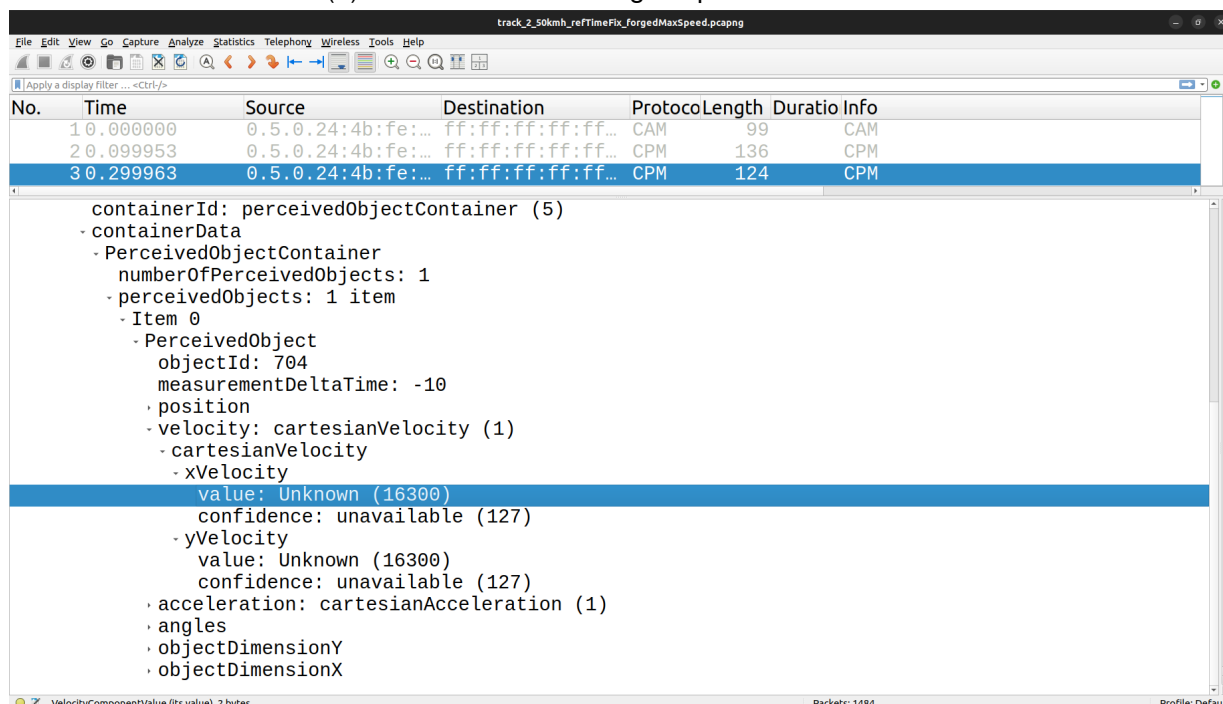 track_2_50kmh_refTimeFix_forgedMaxSpeed.pcapng
File Edit View Go Capture Analyze Statistics Telephony Wireless Tools Help
Apply a display filter ... <Ctrl-/>
No. Time Source Destination Protoco Length Duratio Info
1 0.000000 0.5.0.24:4b:fe:… ff:ff:ff:ff:ff… CAM 99 CAM
2 0.099953 0.5.0.24:4b:fe:… ff:ff:ff:ff:ff… CPM 136 CPM
3 0.299963 0.5.0.24:4b:fe:… ff:ff:ff:ff:ff… CPM 124 CPM
containerId: perceivedObjectContainer (5)
containerData
PerceivedObjectContainer
numberOfPerceivedObjects: 1
perceivedObjects: 1 item
Item 0
PerceivedObject
objectId: 704
measurementDeltaTime: -10
position
velocity: cartesianVelocity (1)
cartesianVelocity
xVelocity
value: Unknown (16300)
confidence: unavailable (127)
yVelocity
value: Unknown (16300)
confidence: unavailable (127)
acceleration: cartesianAcceleration (1)
angles
objectDimensionY
objectDimensionX
VelocityComponentValue (its.value), 2 bytes Packets: 1484 Profile: Defau